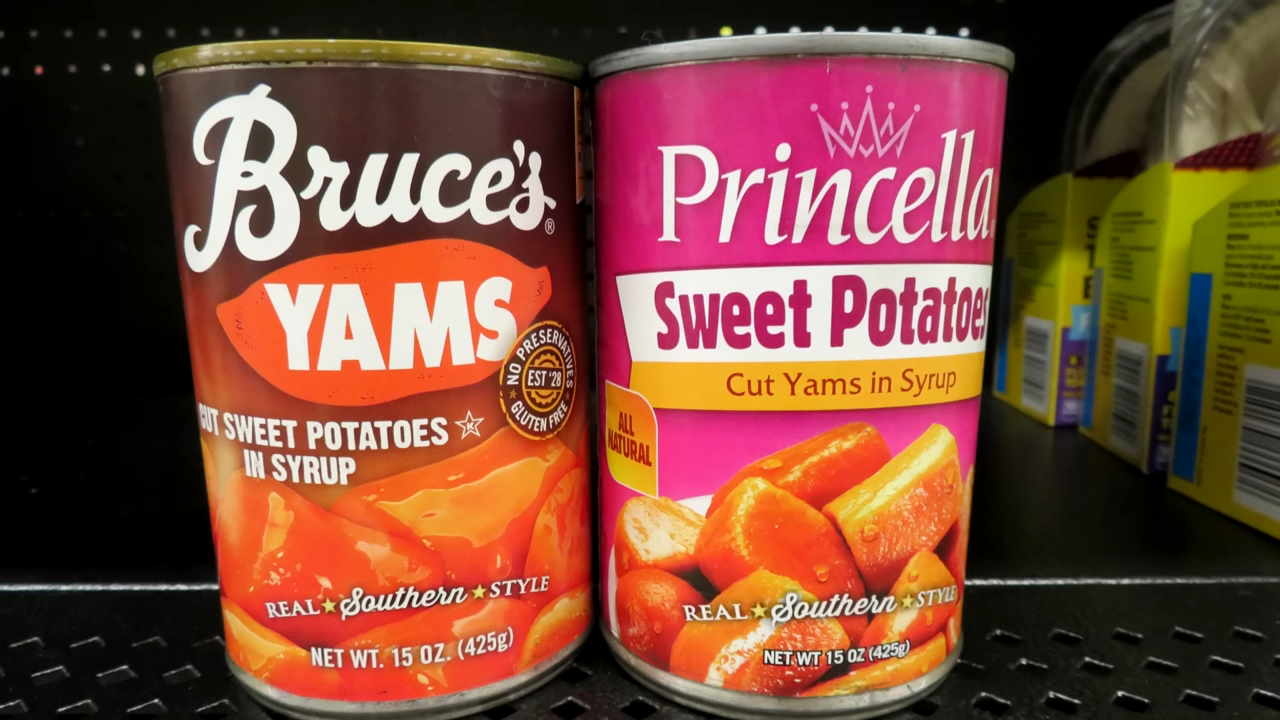 Bruce's®
YAMS
NO PRESERVATIVES
EST '28
GLUTEN FREE
CUT SWEET POTATOES
K
IN SYRUP
REAL★Southern★STYLE
NET WT. 15 OZ. (425g)
Princella
Sweet Potatoes
Cut Yams in Syrup
ALL
NATURAL
REAL★Southern★STYLE
NET WT 15 OZ (425g)